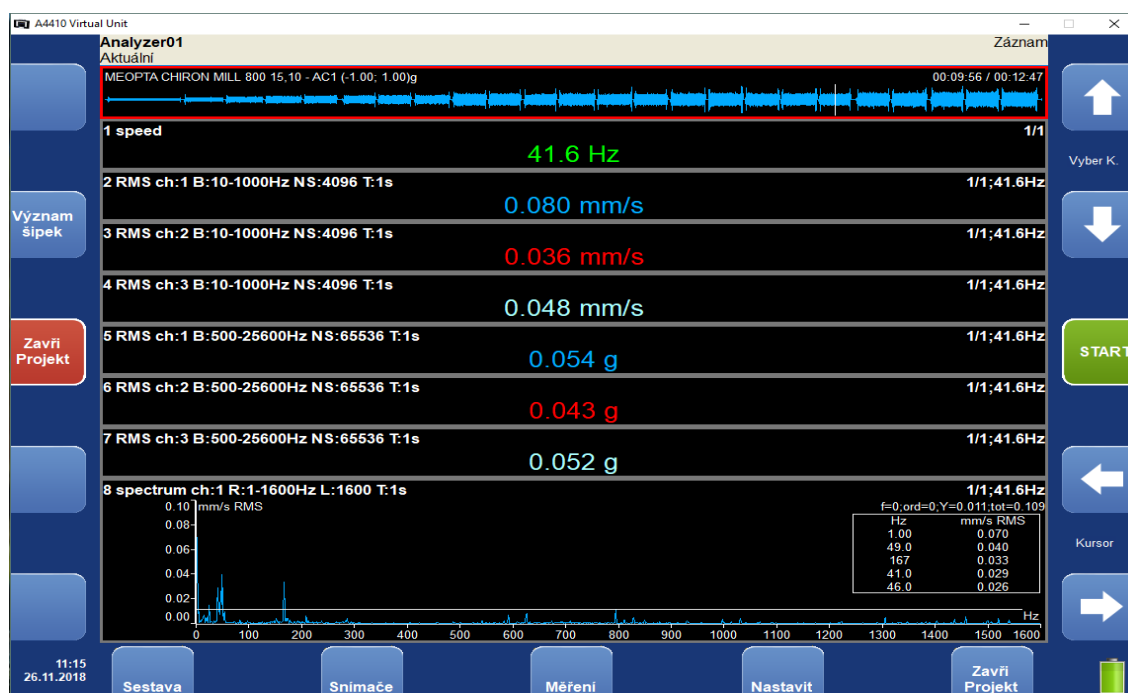 A4410 Virtual Unit
Analyzer01
Záznam
Aktuální
MEOPTA CHIRON MILL 800 15,10 - AC1 (-1.00; 1.00)g
00:09:56 / 00:12:47
1 speed
1/1
41.6 Hz
Vyber K.
2 RMS ch:1 B:10-1000Hz NS:4096 T:1s
1/1;41.6Hz
0.080 mm/s
Význam
šipek
3 RMS ch:2 B:10-1000Hz NS:4096 T:1s
1/1;41.6Hz
0.036 mm/s
4 RMS ch:3 B:10-1000Hz NS:4096 T:1s
1/1;41.6Hz
0.048 mm/s
5 RMS ch:1 B:500-25600Hz NS:65536 T:1s
1/1;41.6Hz
0.054 g
Zavři
Projekt
START
6 RMS ch:2 B:500-25600Hz NS:65536 T:1s
1/1;41.6Hz
0.043 g
7 RMS ch:3 B:500-25600Hz NS:65536 T:1s
1/1;41.6Hz
0.052 g
8 spectrum ch:1 R:1-1600Hz L:1600 T:1s
1/1;41.6Hz
0.10 mm/s RMS
f=0;ord=0;Y=0.011;tot=0.109
Hz mm/s RMS
1.00 0.070
49.0 0.040
167 0.033
41.0 0.029
46.0 0.026
0.08
0.06
0.04
0.02
0.00
Hz
0 100 200 300 400 500 600 700 800 900 1000 1100 1200 1300 1400 1500 1600
Kursor
11:15
26.11.2018
Sestava
Snímače
Měření
Nastavit
Zavři
Projekt